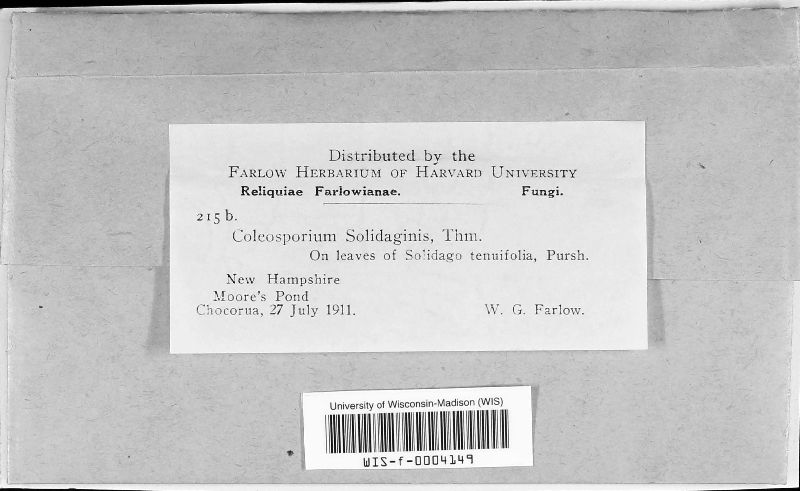 Distributed by the
Farlow Herbarium of Harvard University
Reliquiae Farlowianae. Fungi.
215 b.
Coleosporium Solidaginis, Thm.
On leaves of Solidago tenuifolia, Pursh.
New Hampshire
Moore's Pond
Chocorua, 27 July 1911. W. G. Farlow.
University of Wisconsin-Madison (WIS)
WIS-f-0004149